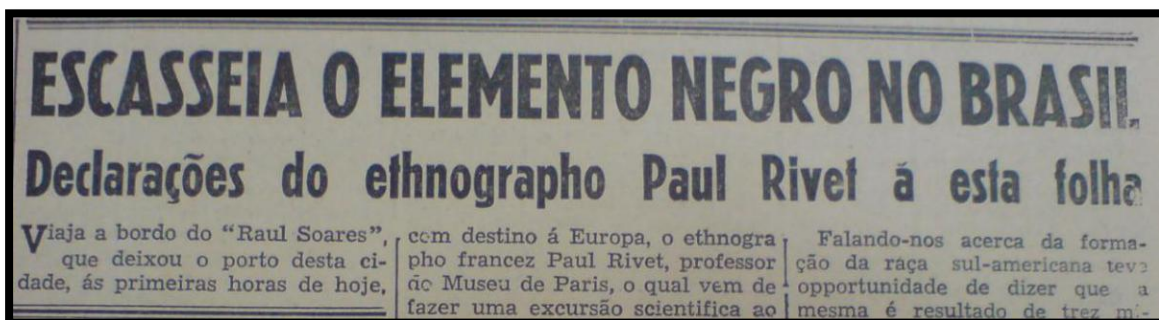 ESCASSEIA O ELEMENTO NEGRO NO BRASIL
Declarações do ethnographo Paul Rivet á esta folha
Viaja a bordo do "Raul Soares",
que deixou o porto desta ci-
dade, ás primeiras horas de hoje,
com destino á Europa, o ethnogra
pho francez Paul Rivet, professor
do Museu de Paris, o qual vem de
fazer uma excursão scientifica ao
Falando-nos acerca da forma-
ção da raça sul-americana teve
opportunidade de dizer que a
mesma é resultado de trez mi-